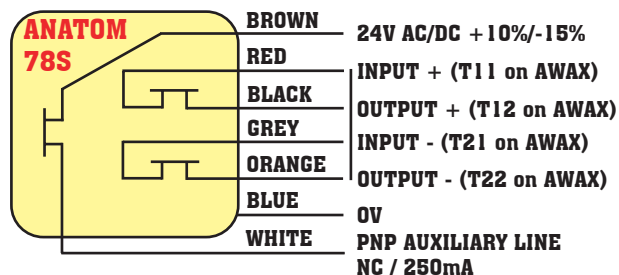 ANATOM
78S
BROWN
24V AC/DC +10%/-15%
RED
INPUT + (T11 on AWAX)
BLACK
OUTPUT + (T12 on AWAX)
GREY
INPUT - (T21 on AWAX)
ORANGE
OUTPUT - (T22 on AWAX)
BLUE
0V
WHITE
PNP AUXILIARY LINE
NC / 250mA